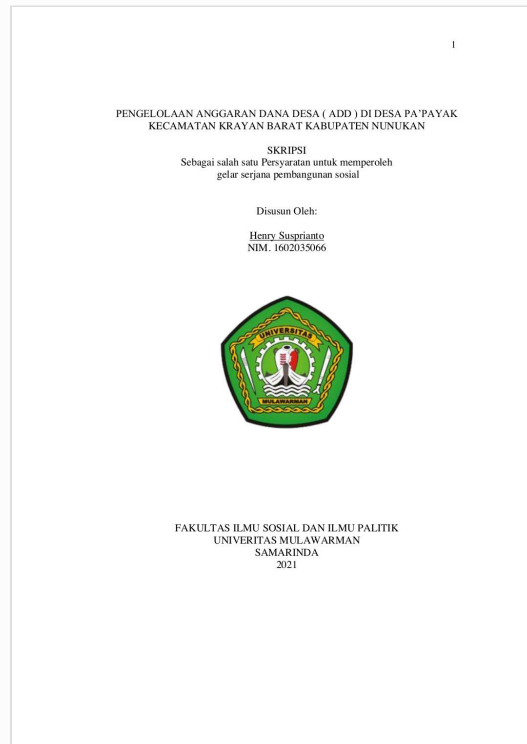 1
PENGELOLAAN ANGGARAN DANA DESA ( ADD ) DI DESA PA'PAYAK
KECAMATAN KRAYAN BARAT KABUPATEN NUNUKAN
SKRIPSI
Sebagai salah satu Persyaratan untuk memperoleh
gelar serjana pembangunan sosial
Disusun Oleh:
Henry Susprianto
NIM. 1602035066
UNIVERSITAS
MULAWARMAN
FAKULTAS ILMU SOSIAL DAN ILMU PALITIK
UNIVERITAS MULAWARMAN
SAMARINDA
2021